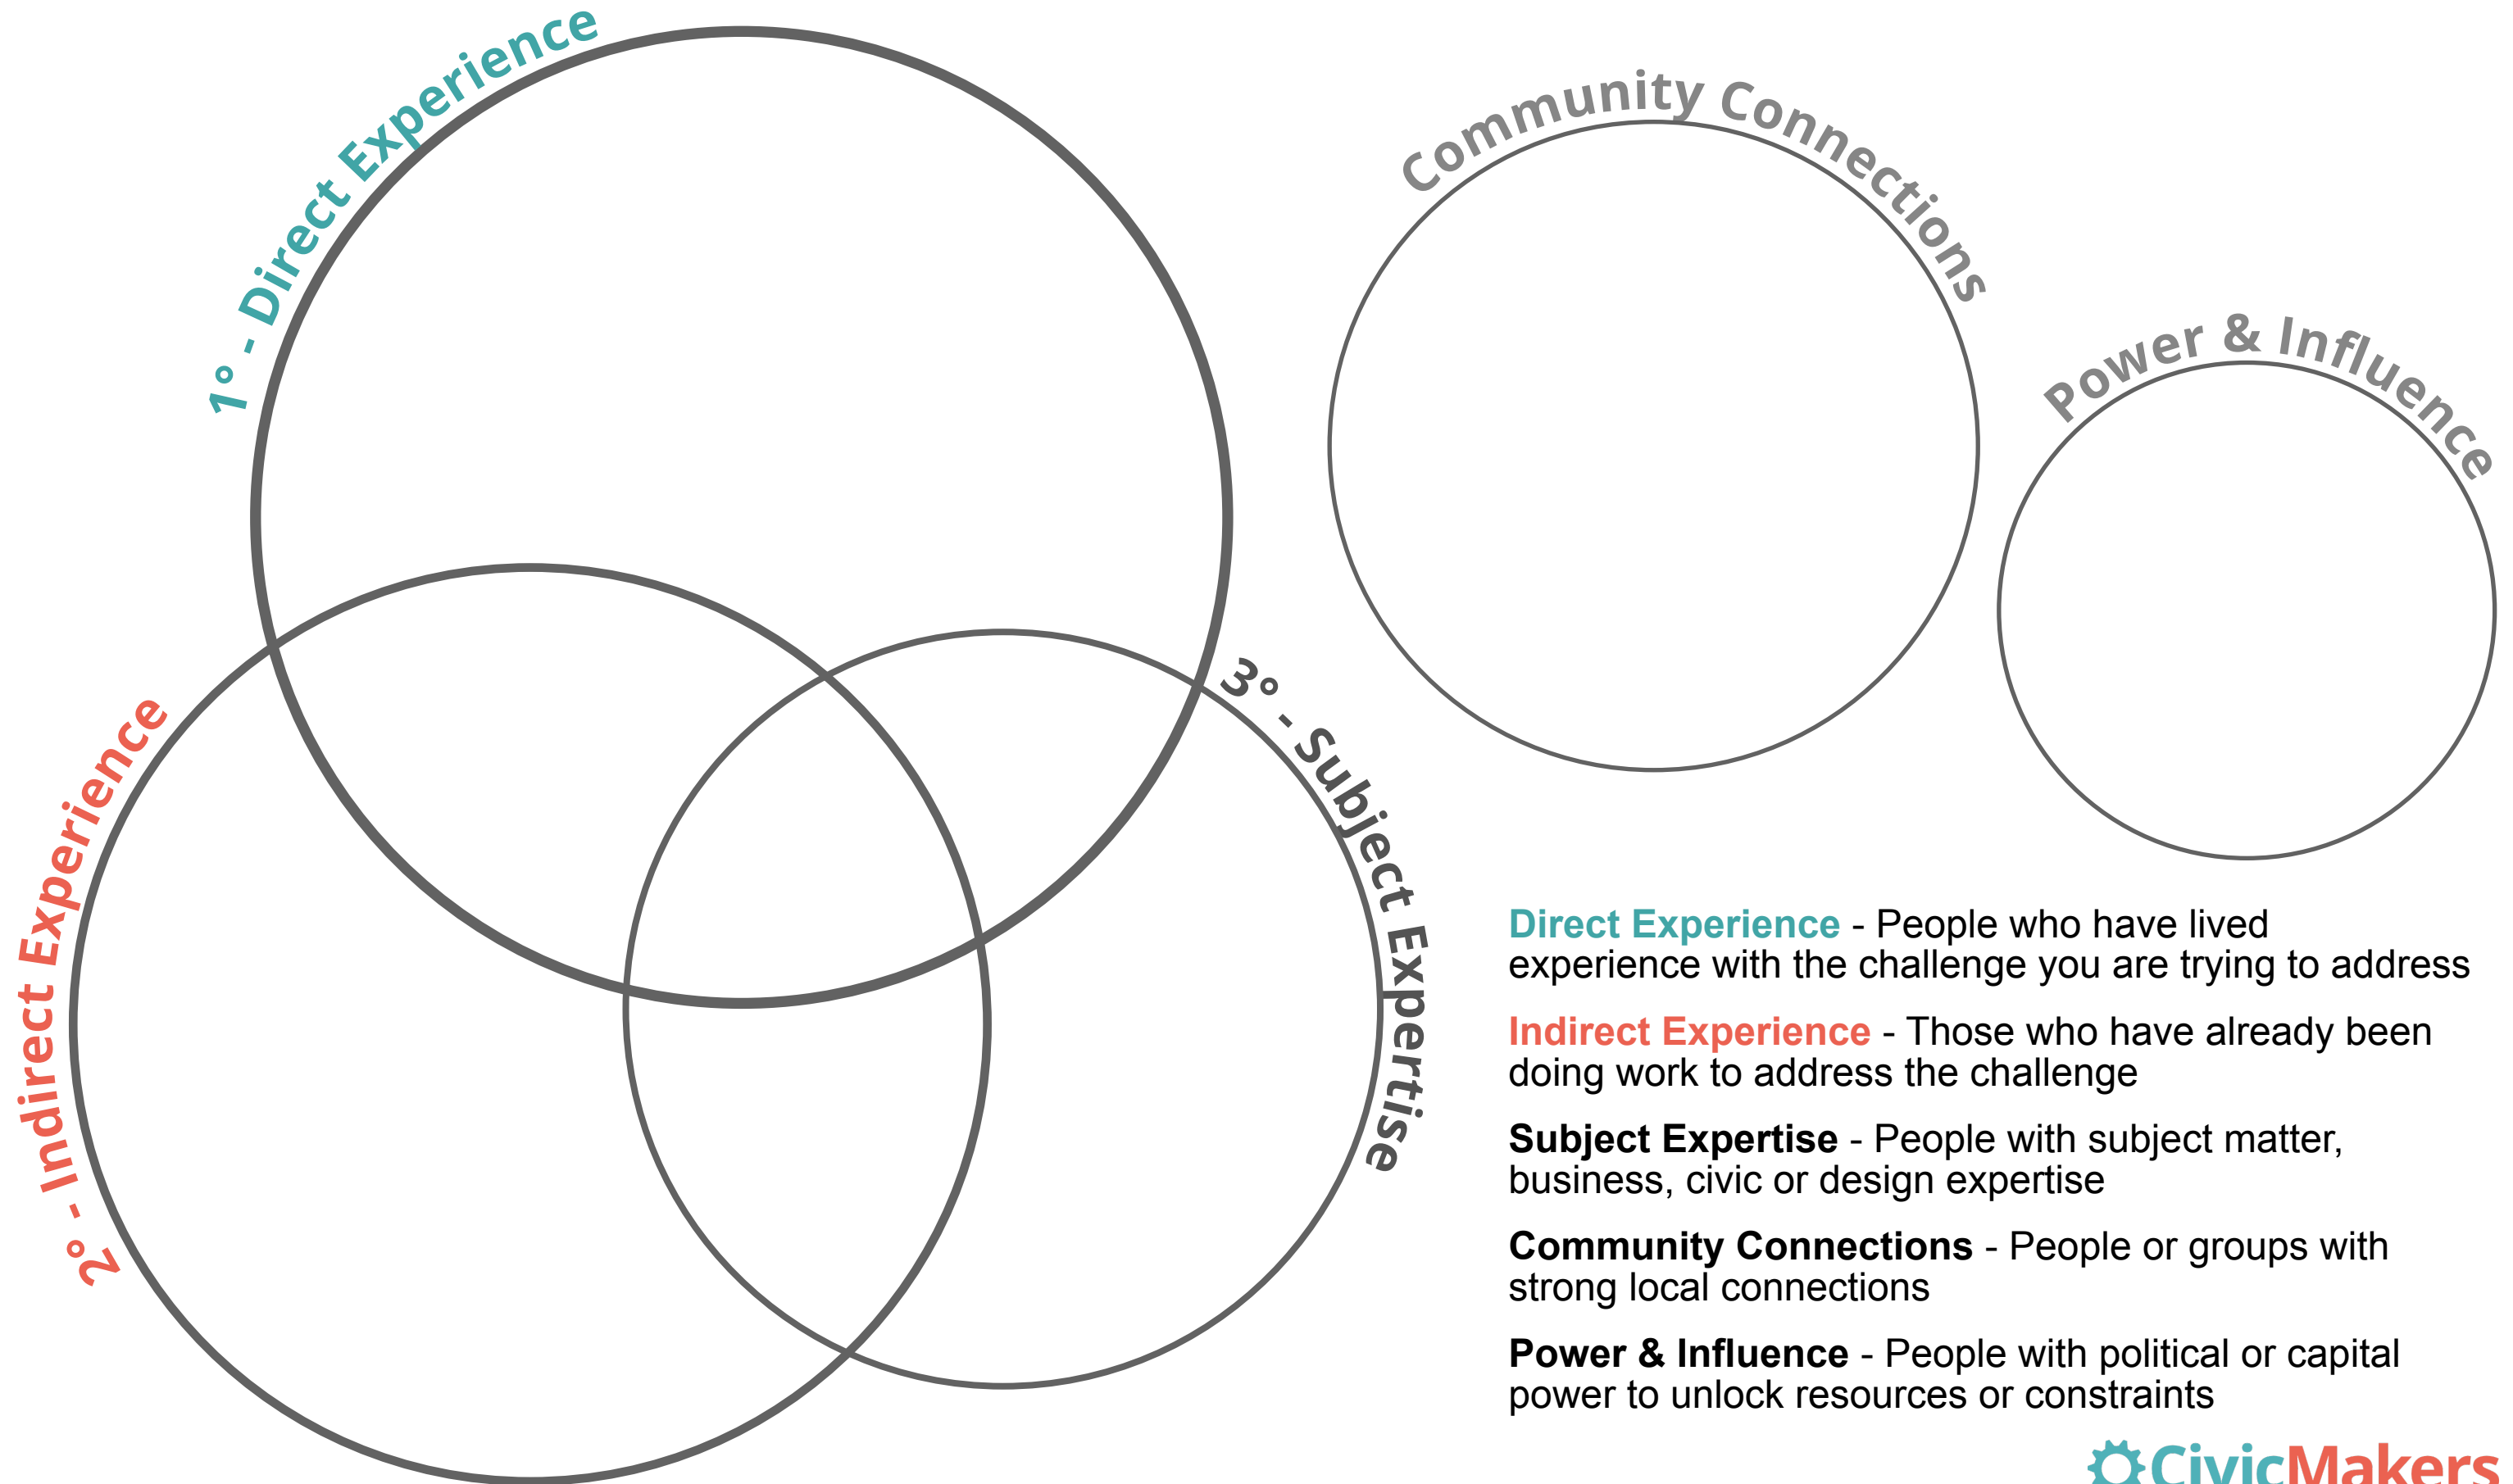 1° - Direct Experience
Community Connections
Power & Influence
2° - Indirect Experience
3° - Subject Expertise
Direct Experience - People who have lived
experience with the challenge you are trying to address
Indirect Experience - Those who have already been
doing work to address the challenge
Subject Expertise - People with subject matter,
business, civic or design expertise
Community Connections - People or groups with
strong local connections
Power & Influence - People with political or capital
power to unlock resources or constraints
CivicMakers